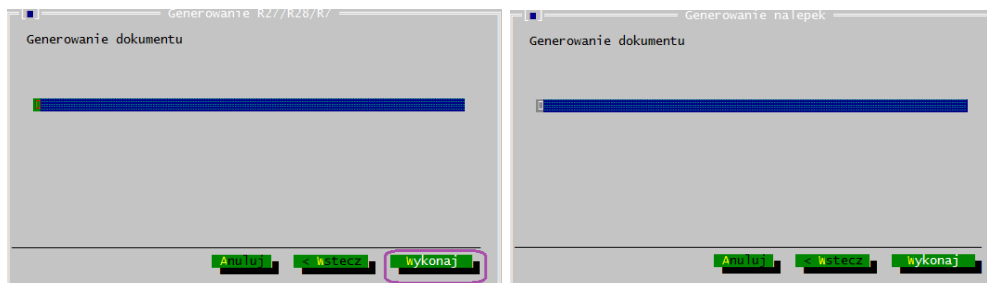 Generowanie R27/R28/R7
Generowanie dokumentu
Anuluj
< Wstecz
Wykonaj
Generowanie nalepek
Generowanie dokumentu
Anuluj
< Wstecz
Wykonaj